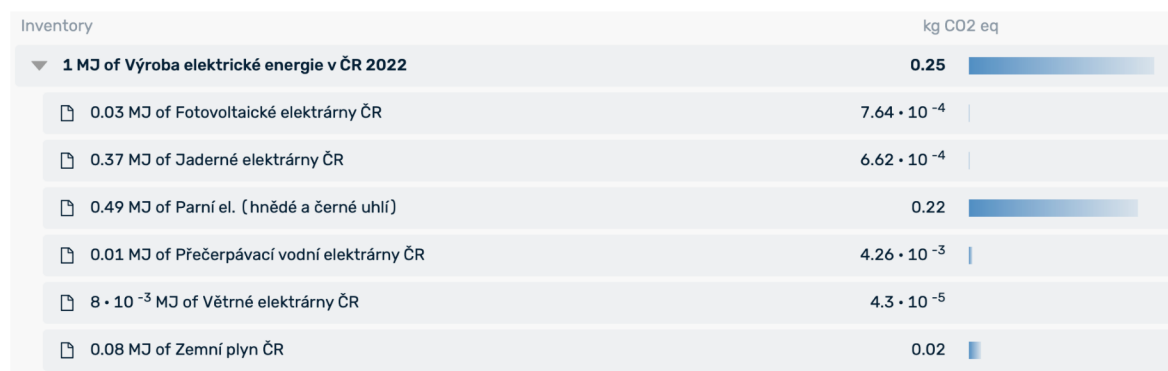 Inventory kg CO2 eq
1 MJ of Výroba elektrické energie v ČR 2022 0.25
0.03 MJ of Fotovoltaické elektrárny ČR 7.64 • 10 ⁻⁴
0.37 MJ of Jaderné elektrárny ČR 6.62 • 10 ⁻⁴
0.49 MJ of Parní el. (hnědé a černé uhlí) 0.22
0.01 MJ of Přečerpávací vodní elektrárny ČR 4.26 • 10 ⁻³
8 • 10 ⁻³ MJ of Větrné elektrárny ČR 4.3 • 10 ⁻⁵
0.08 MJ of Zemní plyn ČR 0.02